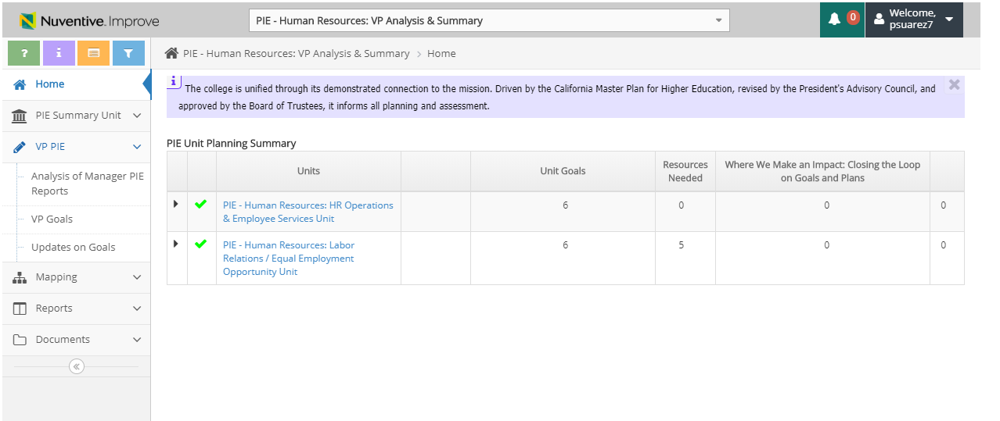 Nuventive. Improve
PIE - Human Resources: VP Analysis & Summary
0
Welcome,
psuarez7
?
i
PIE - Human Resources: VP Analysis & Summary > Home
Home
PIE Summary Unit
VP PIE
Analysis of Manager PIE
Reports
VP Goals
Updates on Goals
Mapping
Reports
Documents
i
The college is unified through its demonstrated connection to the mission. Driven by the California Master Plan for Higher Education, revised by the President's Advisory Council, and
approved by the Board of Trustees, it informs all planning and assessment.
PIE Unit Planning Summary
Units
Unit Goals
Resources
Needed
Where We Make an Impact: Closing the Loop
on Goals and Plans
PIE - Human Resources: HR Operations
& Employee Services Unit
6
0
0
0
PIE - Human Resources: Labor
Relations / Equal Employment
Opportunity Unit
6
5
0
0